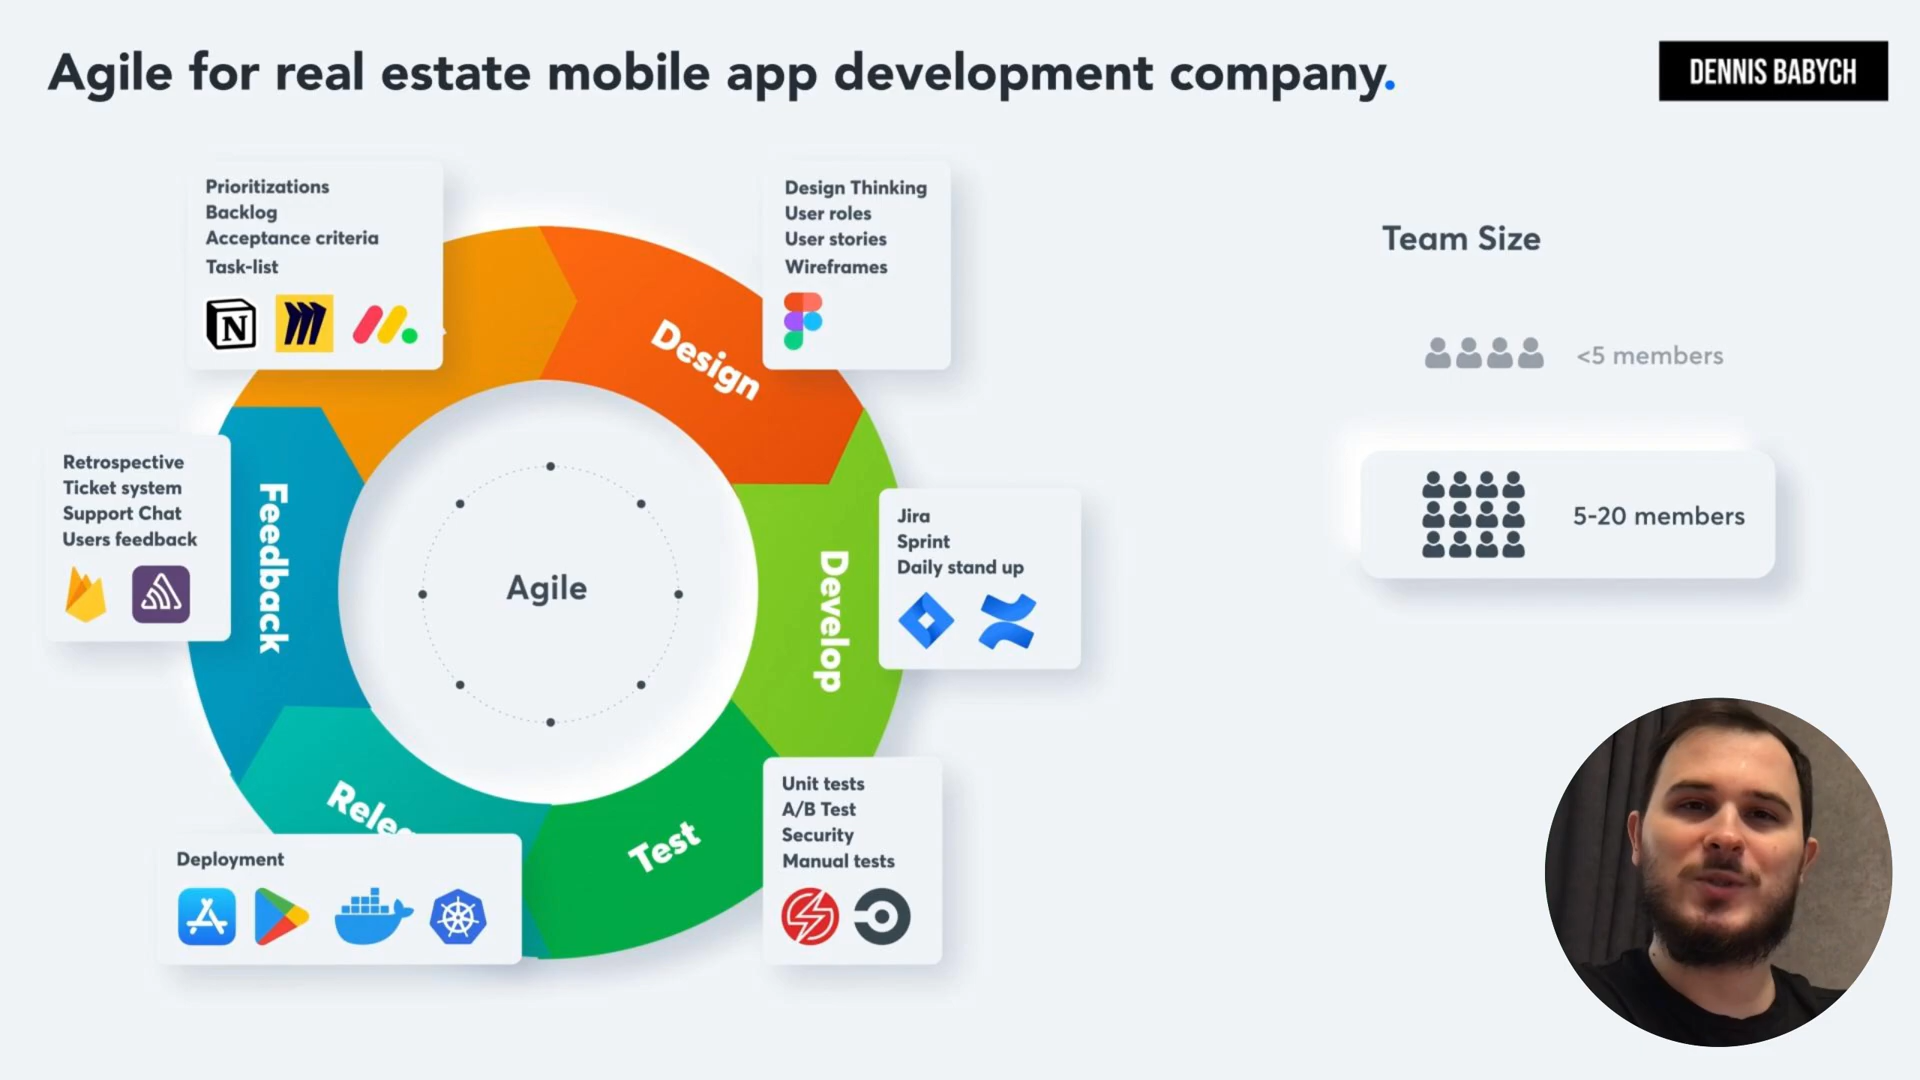 Agile for real estate mobile app development company.
DENNIS BABYCH
Prioritizations
Backlog
Acceptance criteria
Task-list
N
Design Thinking
User roles
User stories
Wireframes
Design
Team Size
<5 members
5-20 members
Retrospective
Ticket system
Support Chat
Users feedback
Feedback
Agile
Develop
Jira
Sprint
Daily stand up
Unit tests
A/B Test
Security
Manual tests
Test
Deployment